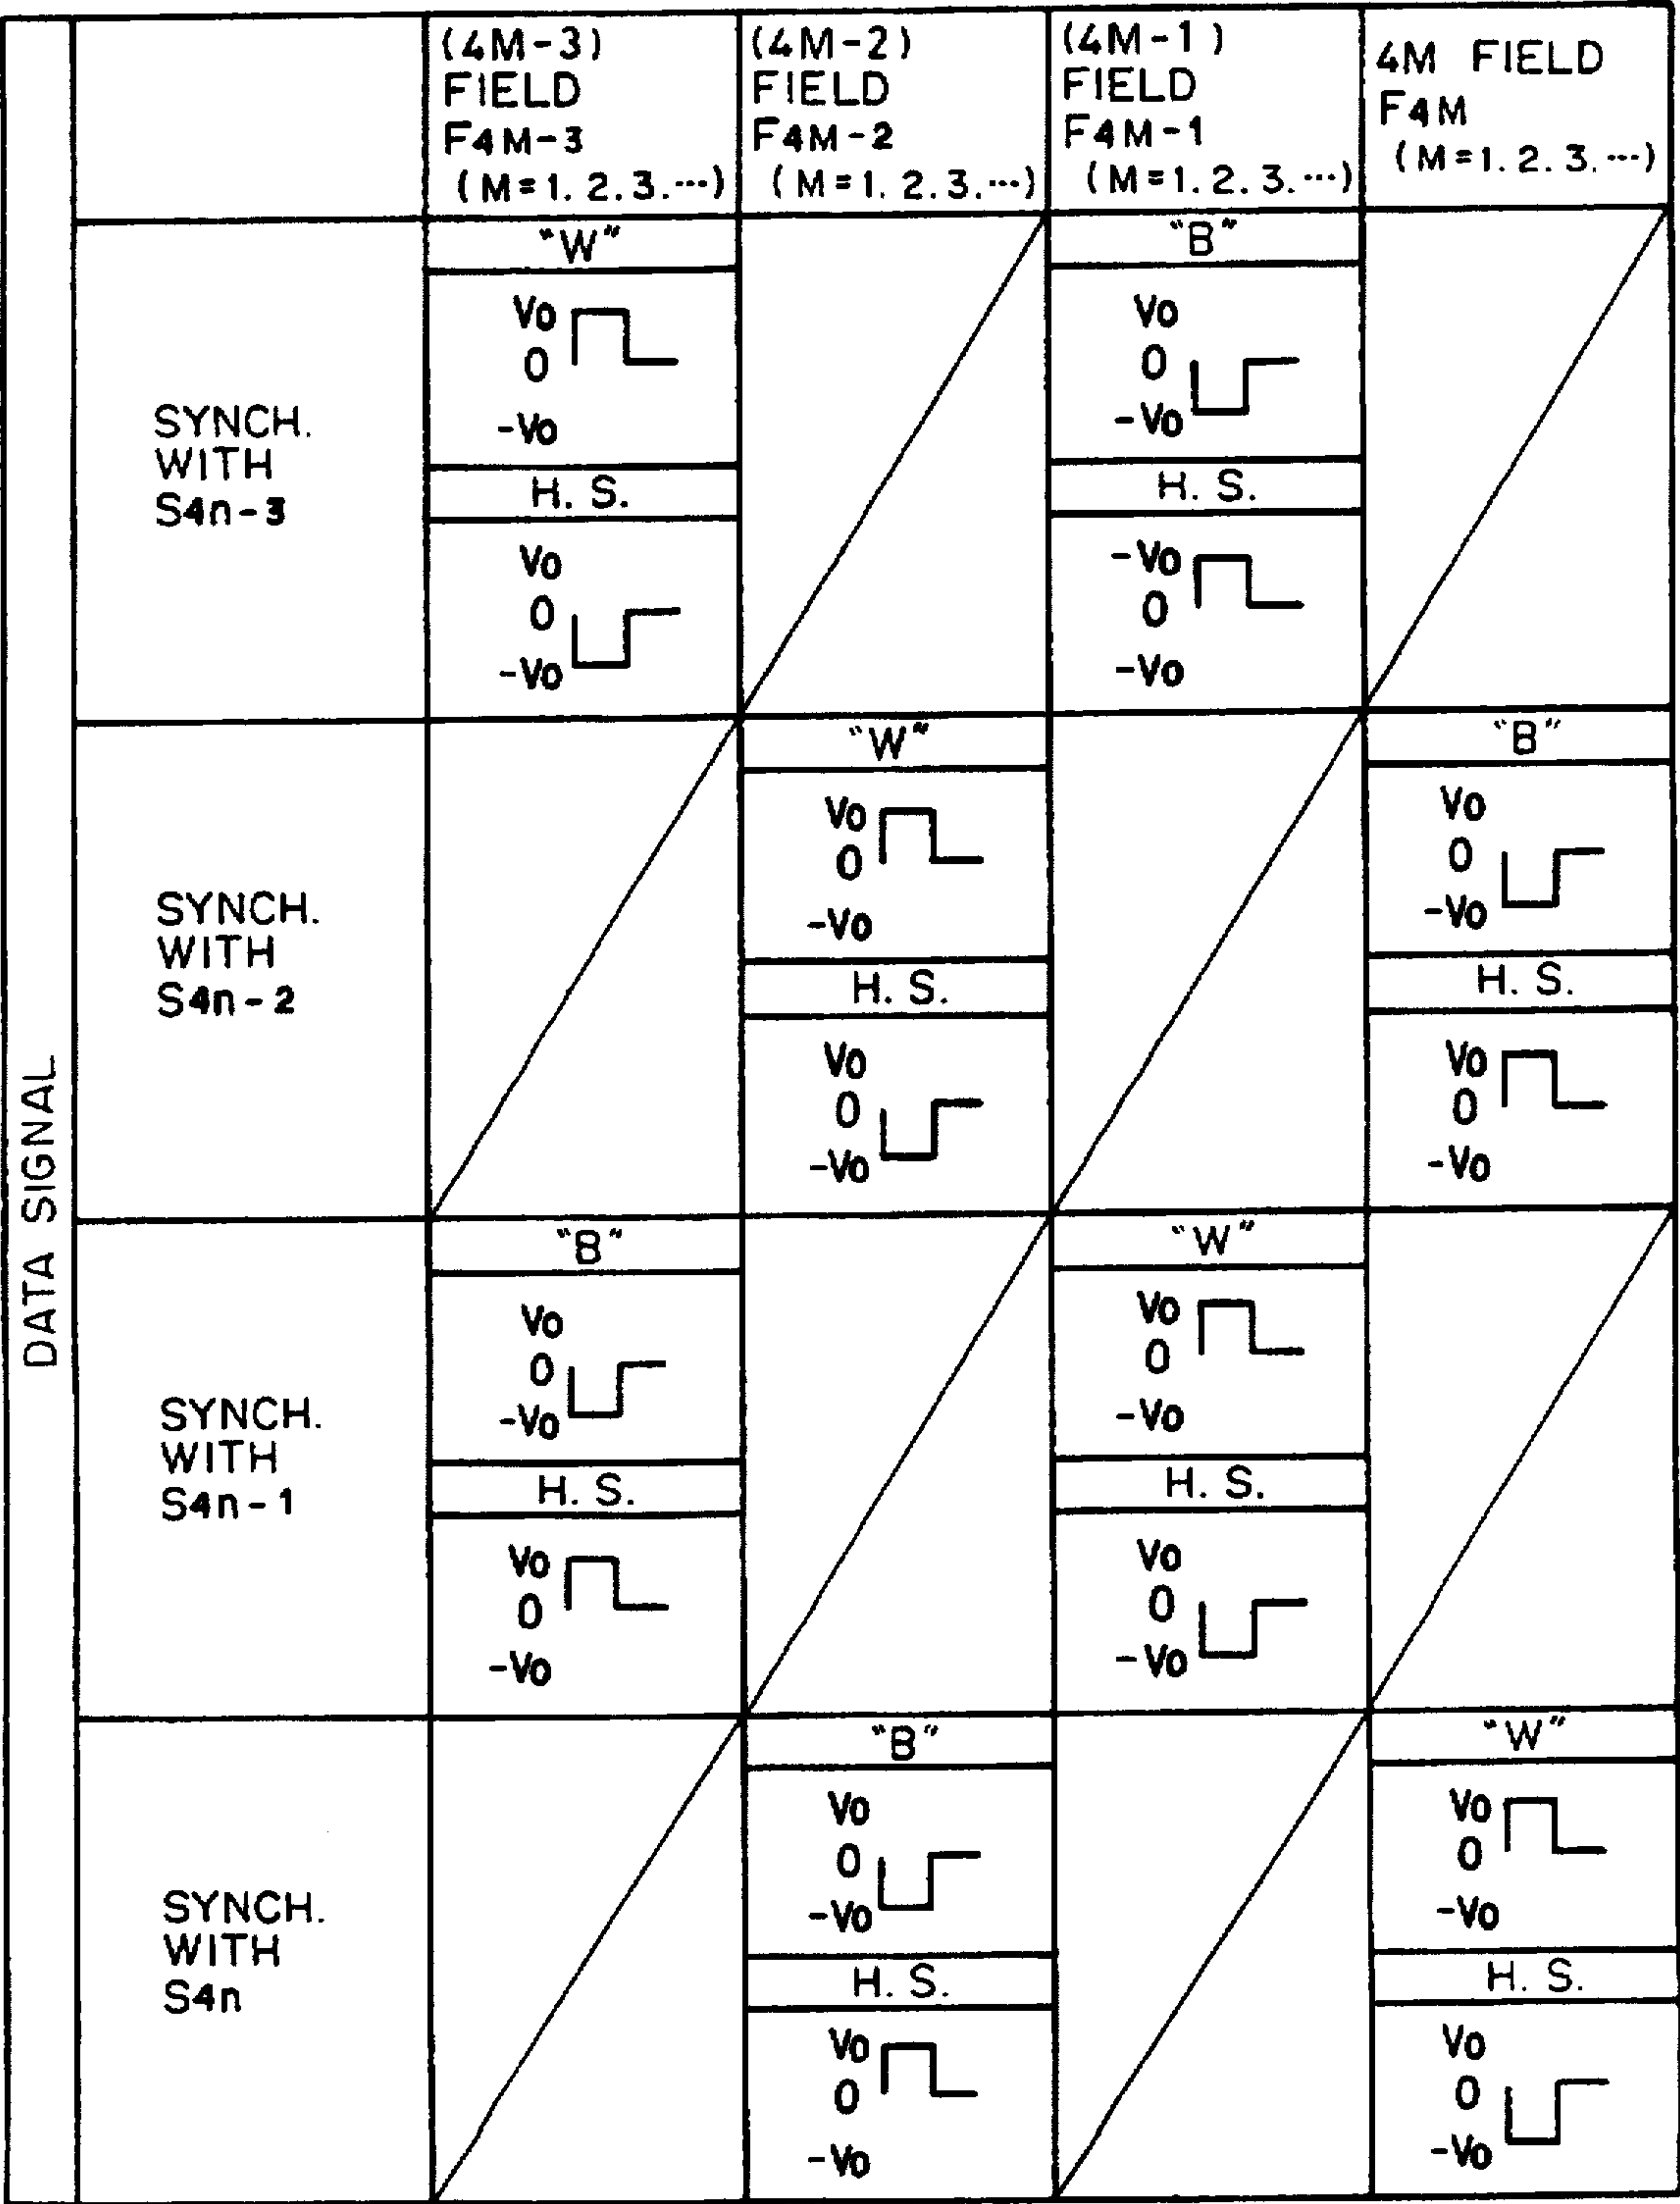 (4M-3)
FIELD
F4M-3
(M=1.2.3.…)
(4M-2)
FIELD
F4M-2
(M=1.2.3.…)
(4M-1)
FIELD
F4M-1
(M=1.2.3.…)
4M FIELD
F4M
(M=1.2.3.…)
DATA SIGNAL
SYNCH.
WITH
S4n-3
"W"
Vo
0
-Vo
H. S.
Vo
0
-Vo
"B"
Vo
0
-Vo
H. S.
-Vo
0
-Vo
SYNCH.
WITH
S4n-2
"W"
Vo
0
-Vo
H. S.
Vo
0
-Vo
"B"
Vo
0
-Vo
H. S.
Vo
0
-Vo
SYNCH.
WITH
S4n-1
"B"
Vo
0
-Vo
H. S.
Vo
0
-Vo
"W"
Vo
0
-Vo
H. S.
Vo
0
-Vo
SYNCH.
WITH
S4n
"B"
Vo
0
-Vo
H. S.
Vo
0
-Vo
"W"
Vo
0
-Vo
H. S.
Vo
0
-Vo